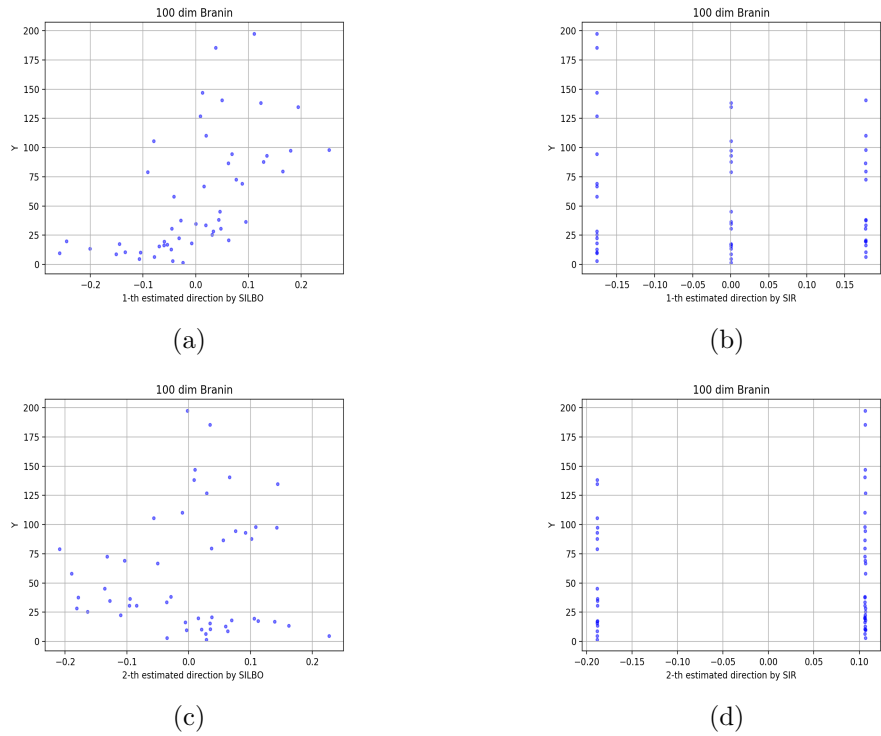 100 dim Branin
200
175
150
125
100
75
50
25
0
Y
−0.2 −0.1 0.0 0.1 0.2
1-th estimated direction by SILBO
(a)
100 dim Branin
200
175
150
125
100
75
50
25
0
Y
−0.15 −0.10 −0.05 0.00 0.05 0.10 0.15
1-th estimated direction by SIR
(b)
100 dim Branin
200
175
150
125
100
75
50
25
0
Y
−0.2 −0.1 0.0 0.1 0.2
2-th estimated direction by SILBO
(c)
100 dim Branin
200
175
150
125
100
75
50
25
0
Y
−0.20 −0.15 −0.10 −0.05 0.00 0.05 0.10
2-th estimated direction by SIR
(d)